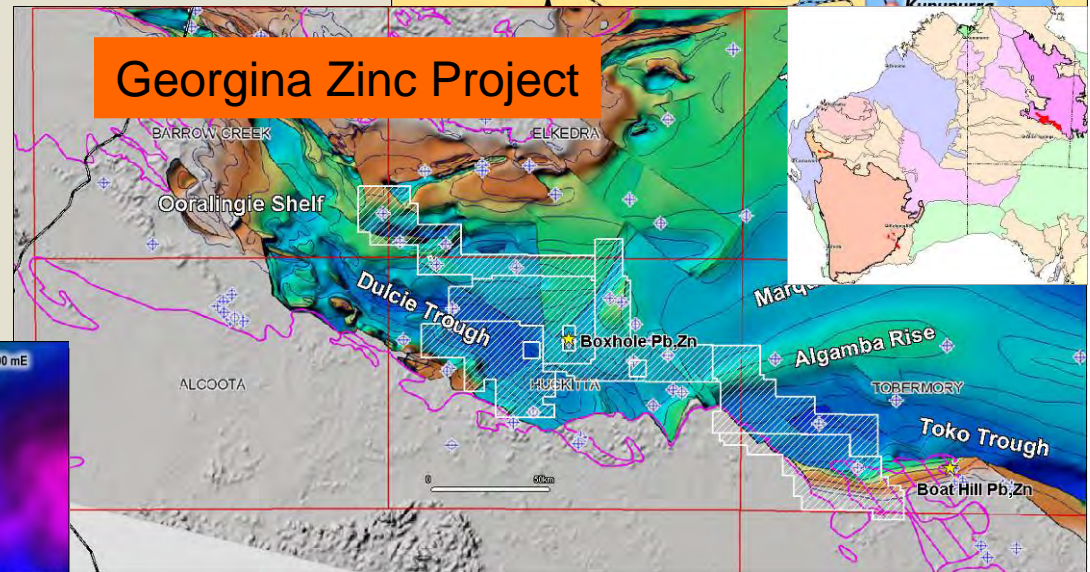 Georgina Zinc Project
BARROW CREEK
ELKEDRA
Ooralingie Shelf
Dulcie Trough
Boxhole Pb,Zn
Algamba Rise
ALCOOTA
HUCKITTA
TOBERMORY
Toko Trough
Boat Hill Pb,Zn
0
50km
00 mE